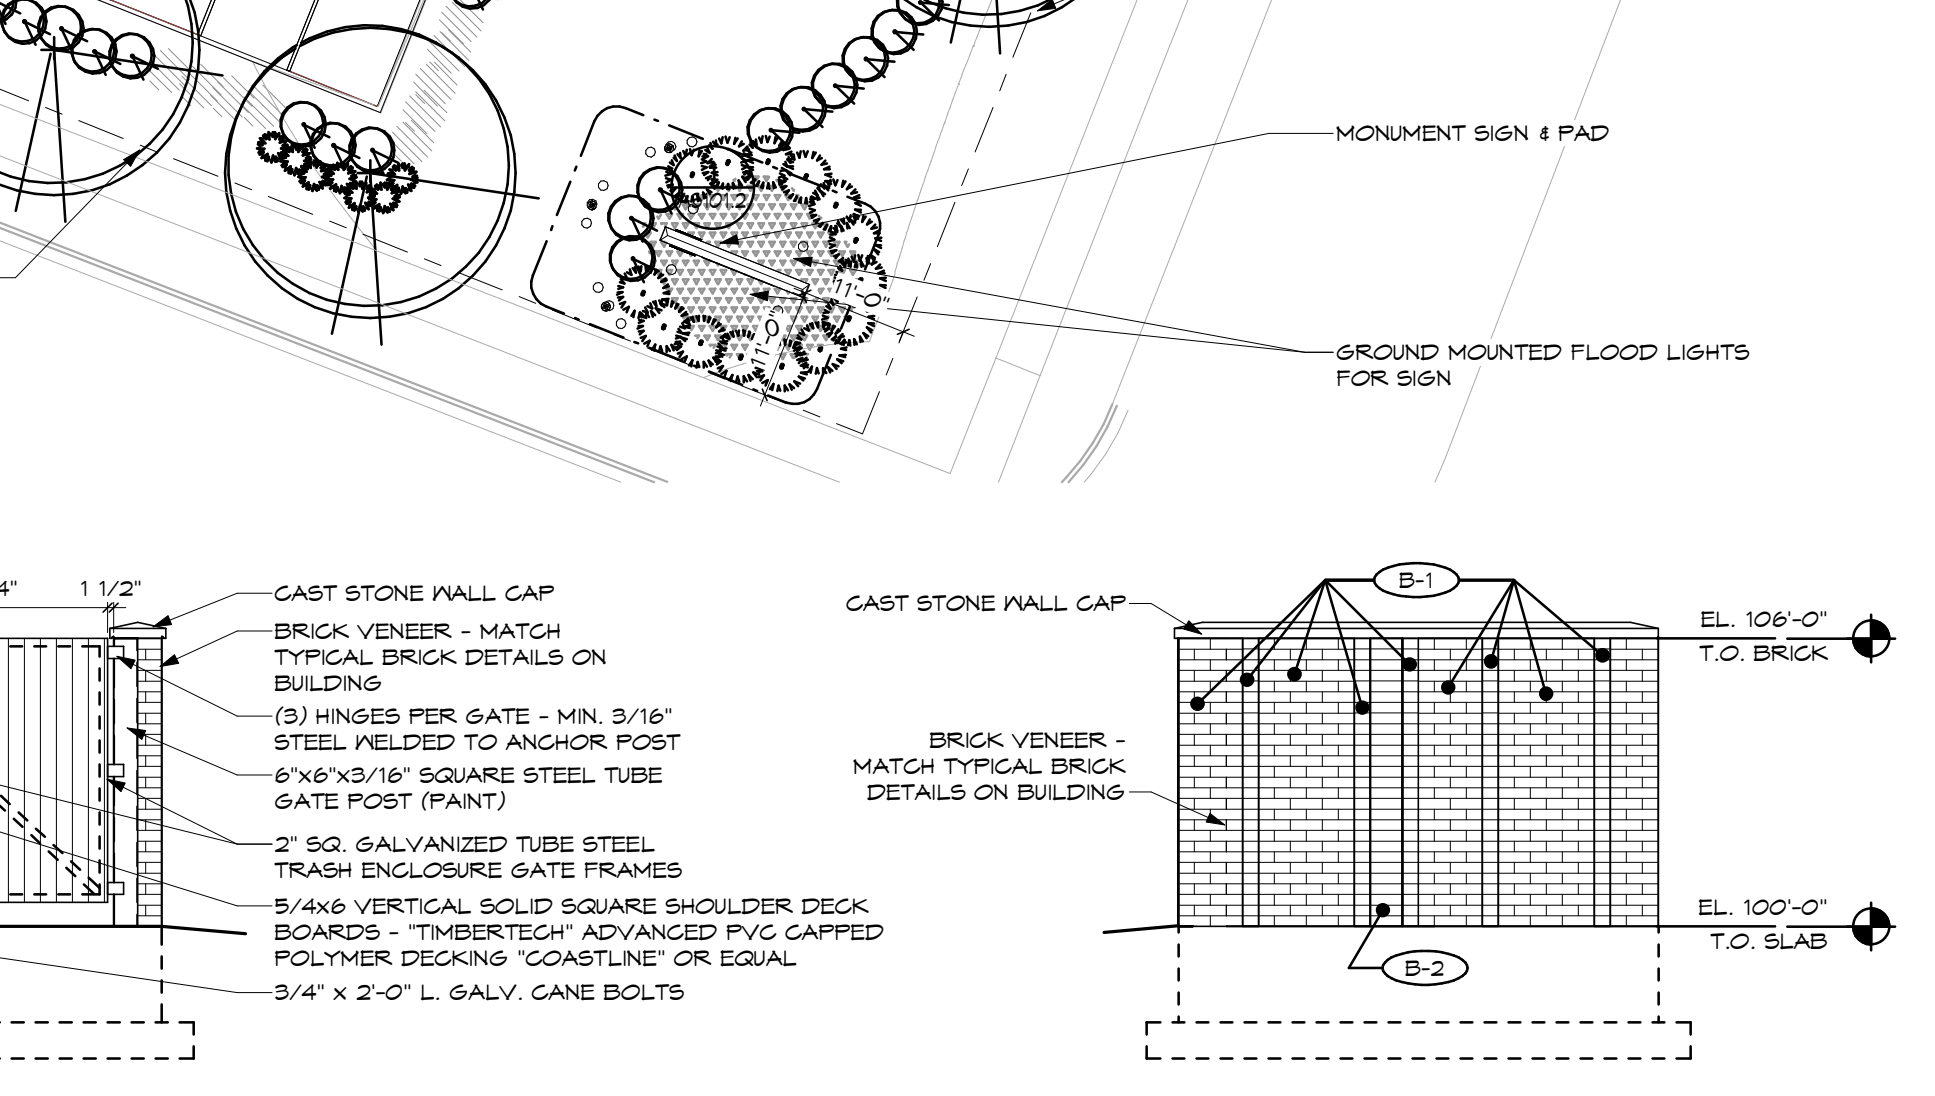 MONUMENT SIGN & PAD
11'-0"
11'-0"
GROUND MOUNTED FLOOD LIGHTS
FOR SIGN
4"
1 1/2"
CAST STONE WALL CAP
BRICK VENEER - MATCH
TYPICAL BRICK DETAILS ON
BUILDING
(3) HINGES PER GATE - MIN. 3/16"
STEEL WELDED TO ANCHOR POST
6"x6"x3/16" SQUARE STEEL TUBE
GATE POST (PAINT)
2" SQ. GALVANIZED TUBE STEEL
TRASH ENCLOSURE GATE FRAMES
5/4x6 VERTICAL SOLID SQUARE SHOULDER DECK
BOARDS - "TIMBERTECH" ADVANCED PVC CAPPED
POLYMER DECKING "COASTLINE" OR EQUAL
3/4" x 2'-0" L. GALV. CANE BOLTS
B-1
CAST STONE WALL CAP
EL. 106'-0"
T.O. BRICK
BRICK VENEER -
MATCH TYPICAL BRICK
DETAILS ON BUILDING
EL. 100'-0"
T.O. SLAB
B-2